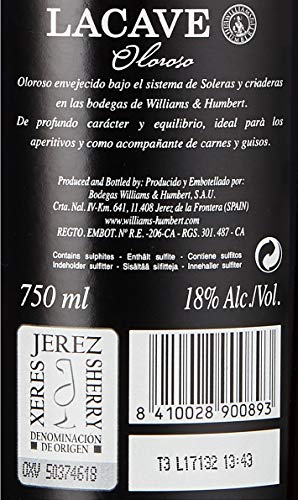 LACAVE
Oloroso
Oloroso envejecido bajo el sistema de Soleras y criaderas
en las bodegas de Williams & Humbert.
De profundo carácter y equilibrio, ideal para los
aperitivos y como acompañante de carnes y guisos.
Produced and Bottled by: Producido y Embotellado por:
Bodegas Williams & Humbert, S.A.U.
Crta. Nal. IV-Km. 641, 11.408 Jerez de la Frontera (SPAIN)
www.williams-humbert.com
REGTO. EMBOT. Nº R.E. -206-CA - RGS. 301. 487 - CA
Contains sulphites - Enthält sulfite - Contiene sulfitos
Indeholder sulfitter - Sisältää sifitteja - Innehaller sulfiter
750 ml
18% Alc./Vol.
JEREZ
XERES
SHERRY
DENOMINACIÓN
DE ORIGEN
OXV 50374618
8 410028 900893
T3 L17132 13:43